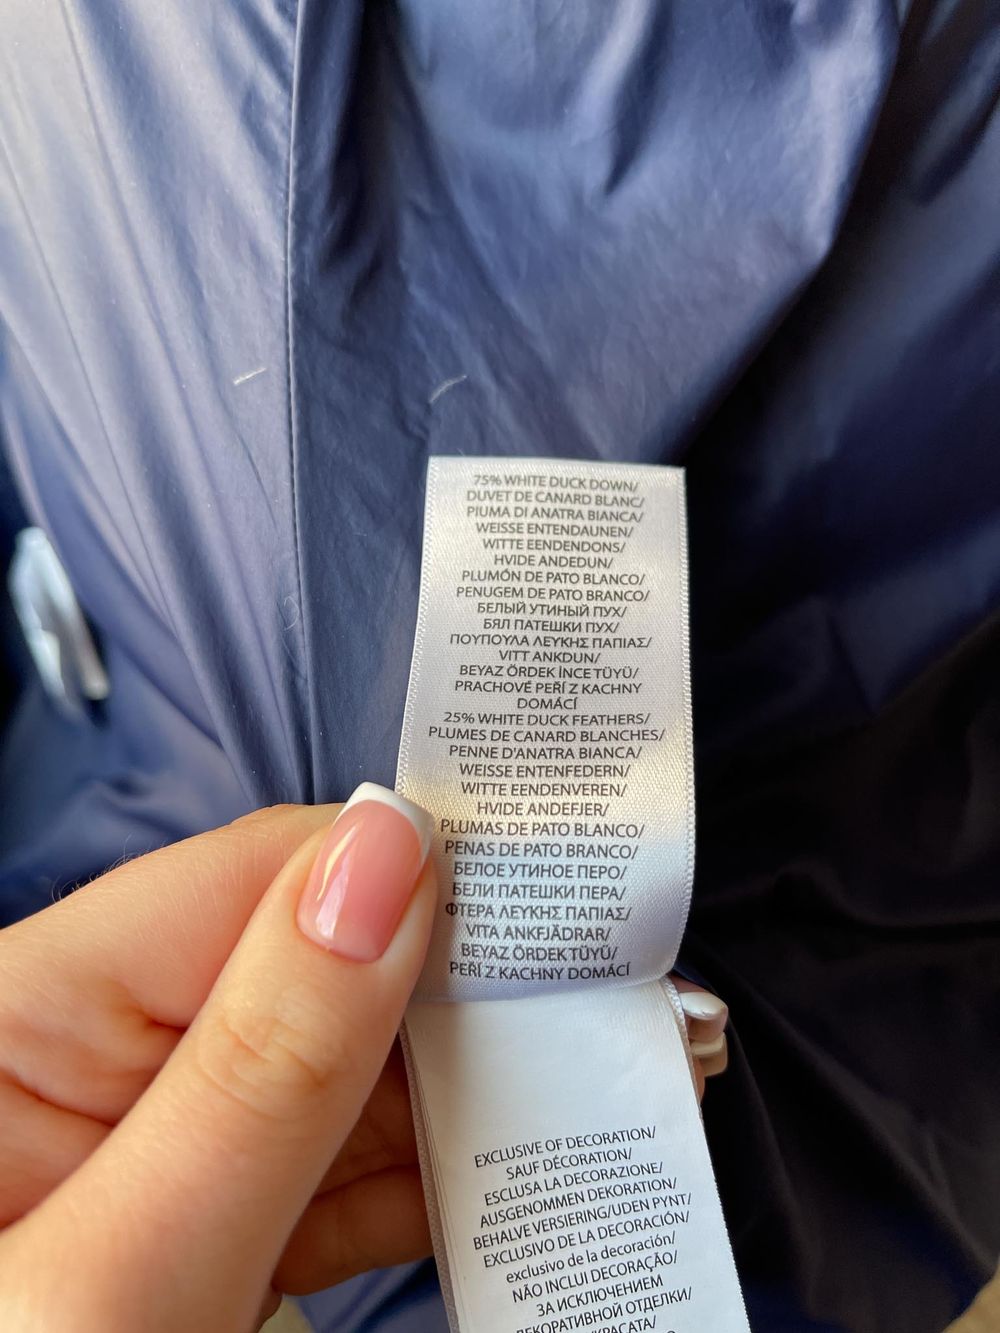 75% WHITE DUCK DOWN/
DUVET DE CANARD BLANC/
PIUMA DI ANATRA BIANCA/
WEISSE ENTENDAUNEN/
WITTE EENDENDONS/
HVIDE ANDEDUN/
PLUMÓN DE PATO BLANCO/
PENUGEM DE PATO BRANCO/
БЕЛЫЙ УТИНЫЙ ПУХ/
БЯЛ ПАТЕШКИ ПУХ/
ΠΟΥΠΟΥΛΑ ΛΕΥΚΗΣ ΠΑΠΙΑΣ/
VITT ANKDUN/
BEYAZ ÖRDEK İNCE TÜYÜ/
PRACHOVÉ PEŘÍ Z KACHNY
DOMÁCÍ
25% WHITE DUCK FEATHERS/
PLUMES DE CANARD BLANCHES/
PENNE D'ANATRA BIANCA/
WEISSE ENTENFEDERN/
WITTE EENDENVEREN/
HVIDE ANDEFJER/
PLUMAS DE PATO BLANCO/
PENAS DE PATO BRANCO/
БЕЛОЕ УТИНОЕ ПЕРО/
БЕЛИ ПАТЕШКИ ПЕРА/
ΦΤΕΡΑ ΛΕΥΚΗΣ ΠΑΠΙΑΣ/
VITA ANKFJÄDRAR/
BEYAZ ÖRDEK TÜYÜ/
PEŘÍ Z KACHNY DOMÁCÍ
EXCLUSIVE OF DECORATION/
SAUF DÉCORATION/
ESCLUSA LA DECORAZIONE/
AUSGENOMMEN DEKORATION/
BEHALVE VERSIERING/UDEN PYNT/
EXCLUSIVO DE LA DECORACIÓN/
exclusivo de la decoración/
NÃO INCLUI DECORAÇÃO/
ЗА ИСКЛЮЧЕНИЕМ
ДЕКОРАТИВНОЙ ОТДЕЛКИ/